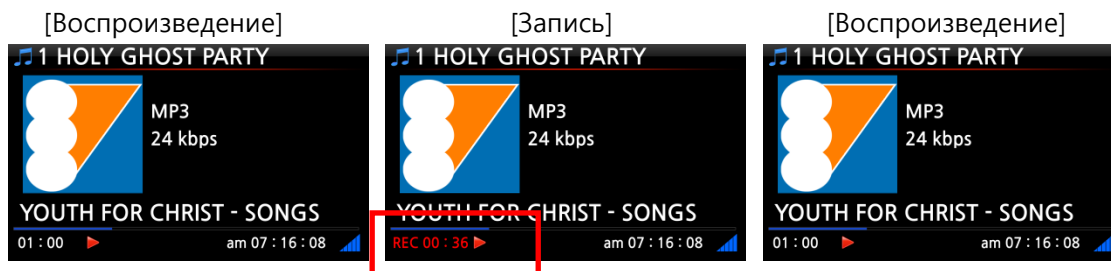 [Воспроизведение]
1 HOLY GHOST PARTY
MP3
24 kbps
YOUTH FOR CHRIST - SONGS
01 : 00 am 07 : 16 : 08
[Запись]
1 HOLY GHOST PARTY
MP3
24 kbps
YOUTH FOR CHRIST - SONGS
REC 00 : 36 am 07 : 16 : 08
[Воспроизведение]
1 HOLY GHOST PARTY
MP3
24 kbps
YOUTH FOR CHRIST - SONGS
01 : 00 am 07 : 16 : 08